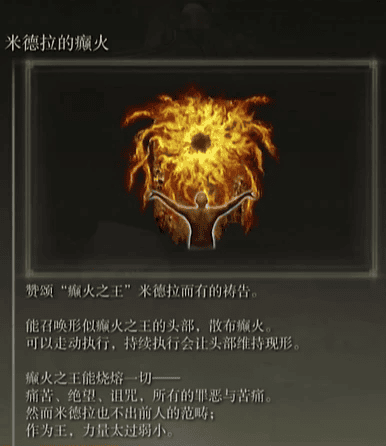 米德拉的癫火
赞颂“癫火之王”米德拉而有的祷告。
能召唤形似癫火之王的头部，散布癫火。
可以走动执行，持续执行会让头部维持现形。
癫火之王能烧熔一切——
痛苦、绝望、诅咒，所有的罪恶与苦痛。
然而米德拉也不出前人的范畴；
作为王，力量太过弱小。